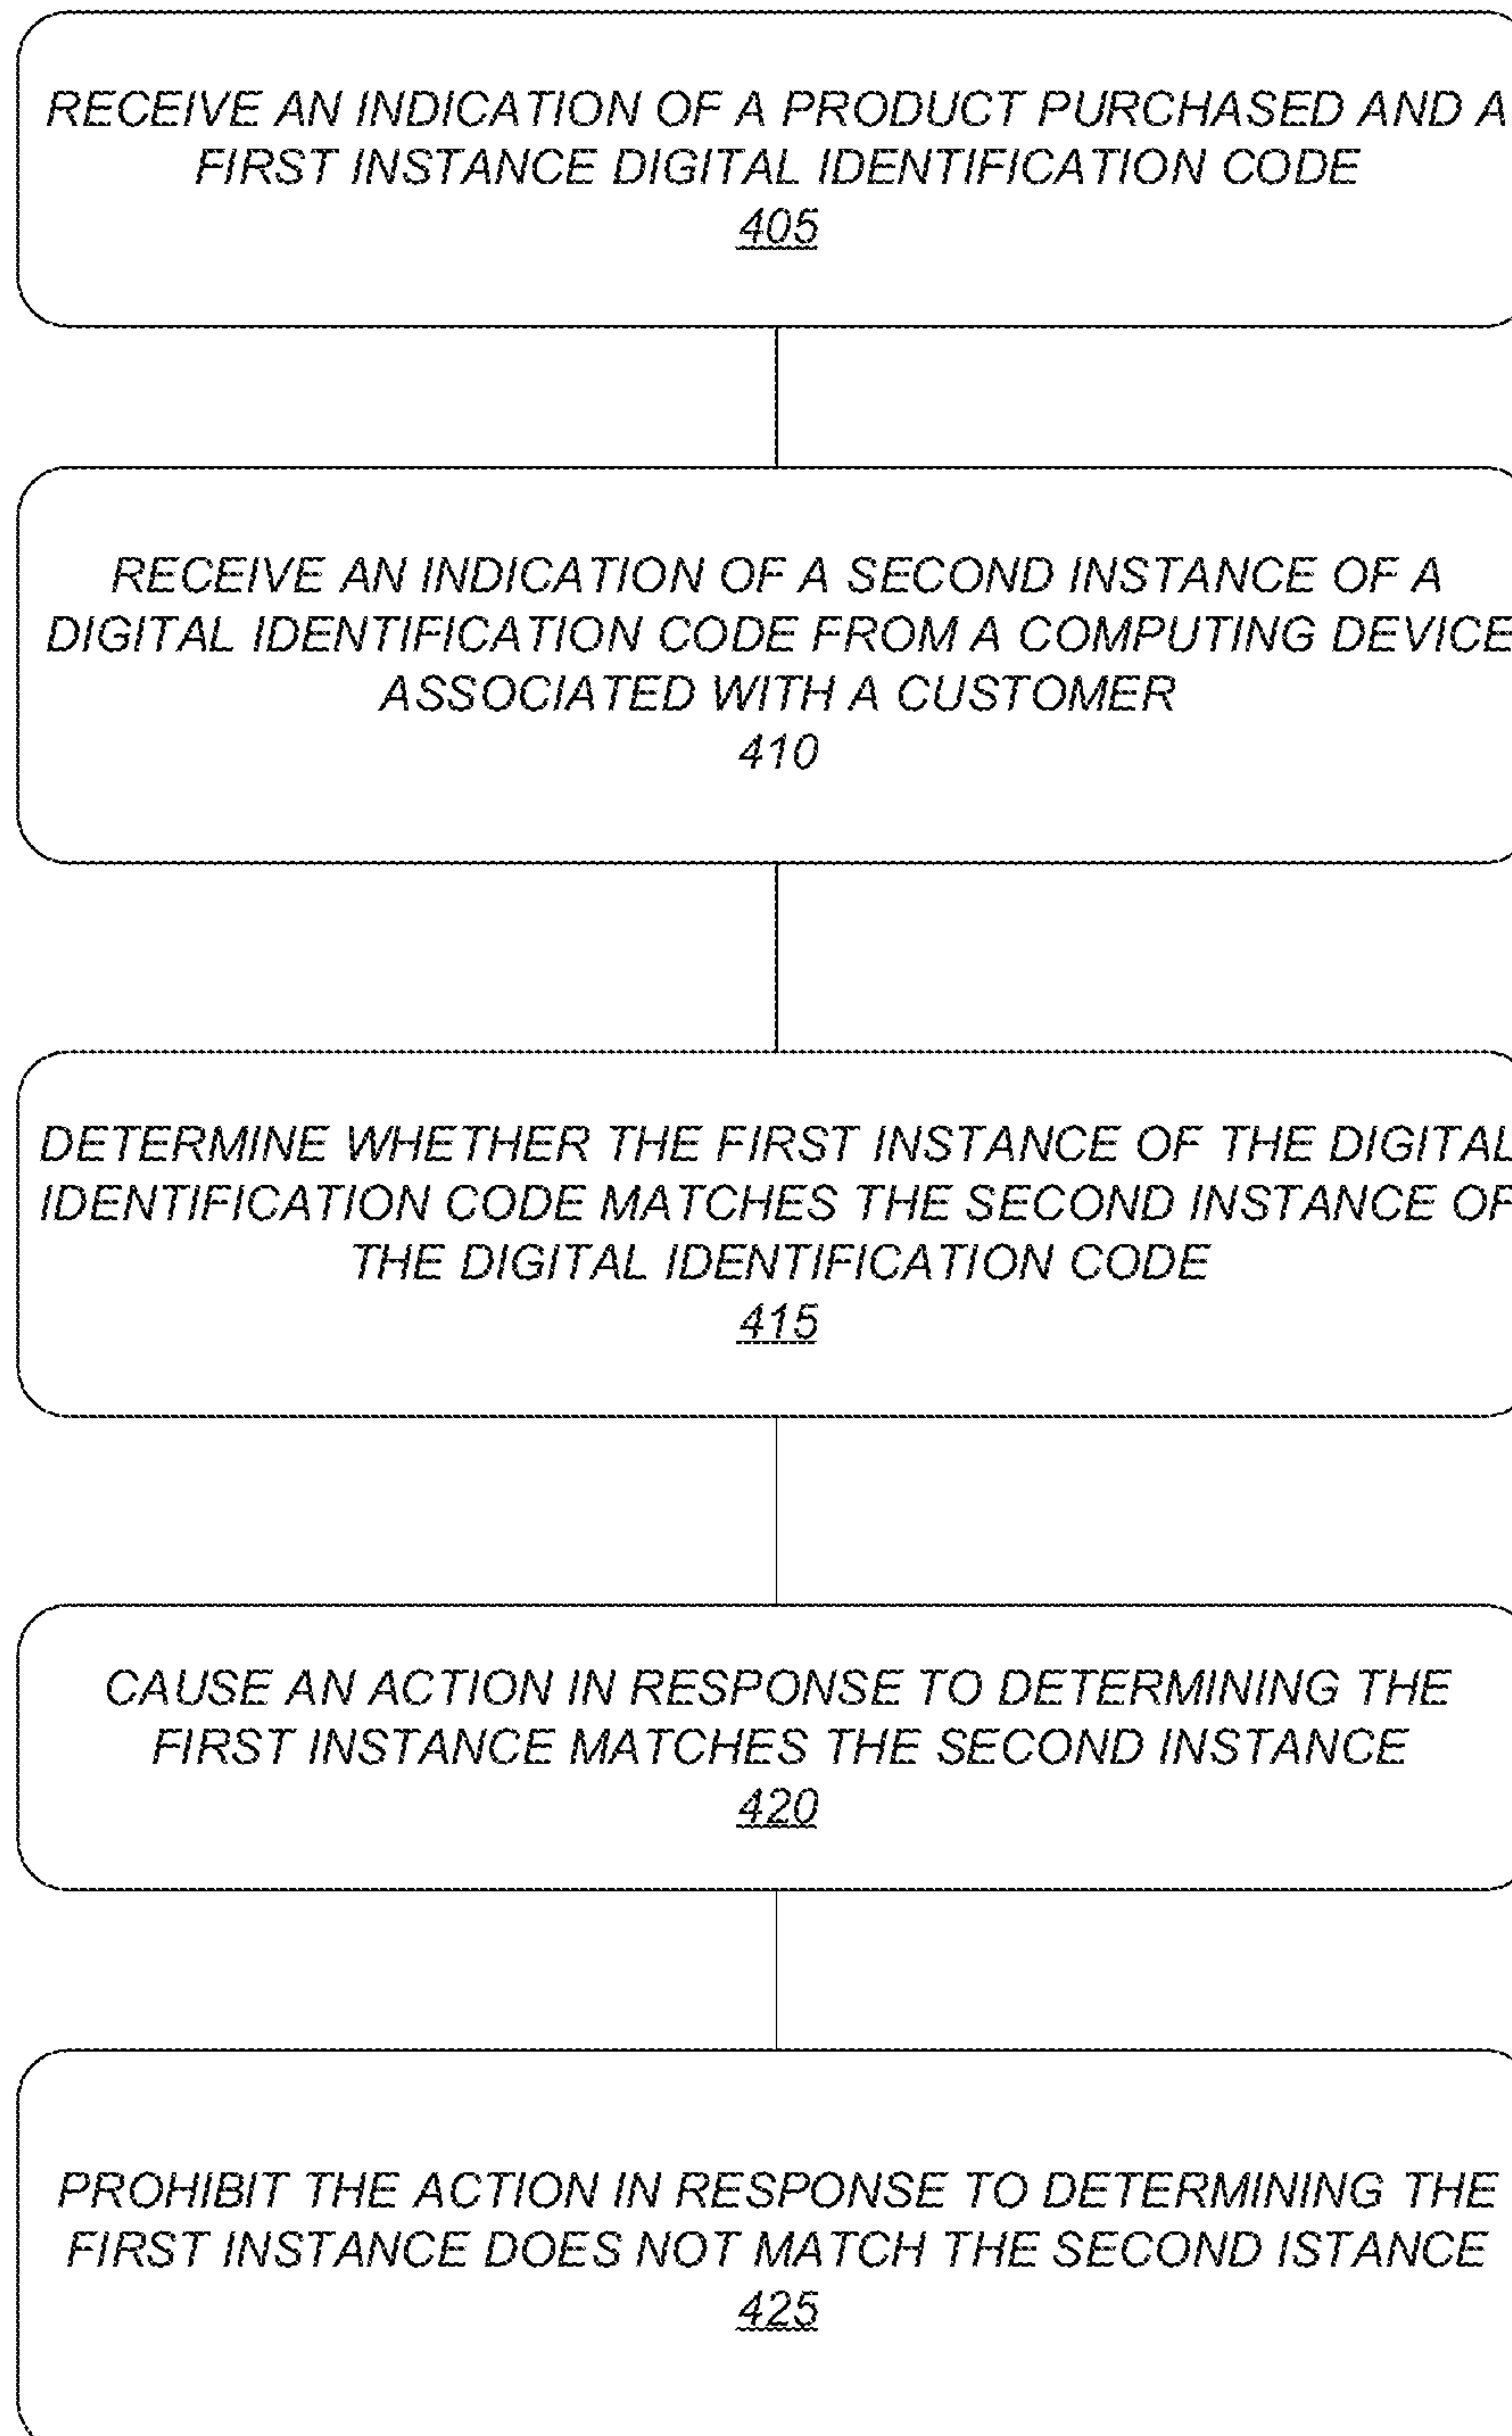 RECEIVE AN INDICATION OF A PRODUCT PURCHASED AND A
FIRST INSTANCE DIGITAL IDENTIFICATION CODE
405
RECEIVE AN INDICATION OF A SECOND INSTANCE OF A
DIGITAL IDENTIFICATION CODE FROM A COMPUTING DEVICE
ASSOCIATED WITH A CUSTOMER
410
DETERMINE WHETHER THE FIRST INSTANCE OF THE DIGITAL
IDENTIFICATION CODE MATCHES THE SECOND INSTANCE OF
THE DIGITAL IDENTIFICATION CODE
415
CAUSE AN ACTION IN RESPONSE TO DETERMINING THE
FIRST INSTANCE MATCHES THE SECOND INSTANCE
420
PROHIBIT THE ACTION IN RESPONSE TO DETERMINING THE
FIRST INSTANCE DOES NOT MATCH THE SECOND ISTANCE
425